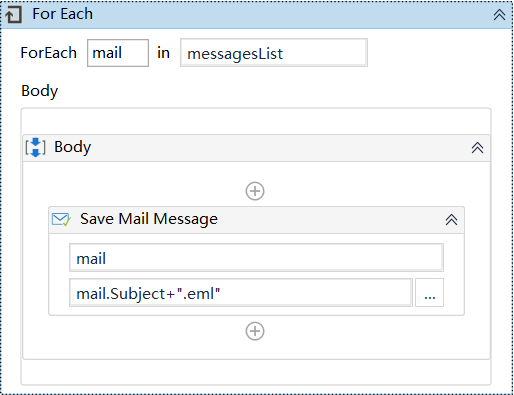 For Each
ForEach mail in messagesList
Body
Body
Save Mail Message
mail
mail.Subject+".eml" ...